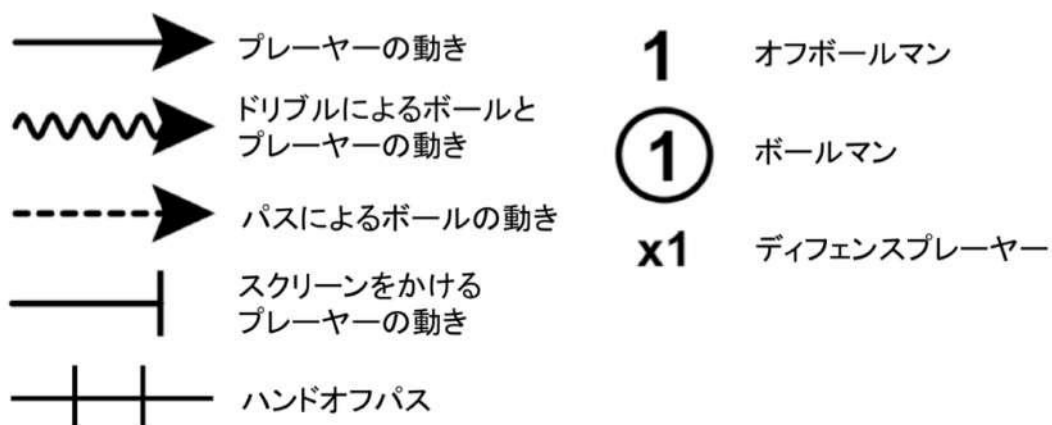 プレーヤーの動き
ドリブルによるボールと
プレーヤーの動き
パスによるボールの動き
スクリーンをかける
プレーヤーの動き
ハンドオフパス
1 オフボールマン
1 ボールマン
x1 ディフェンスプレーヤー